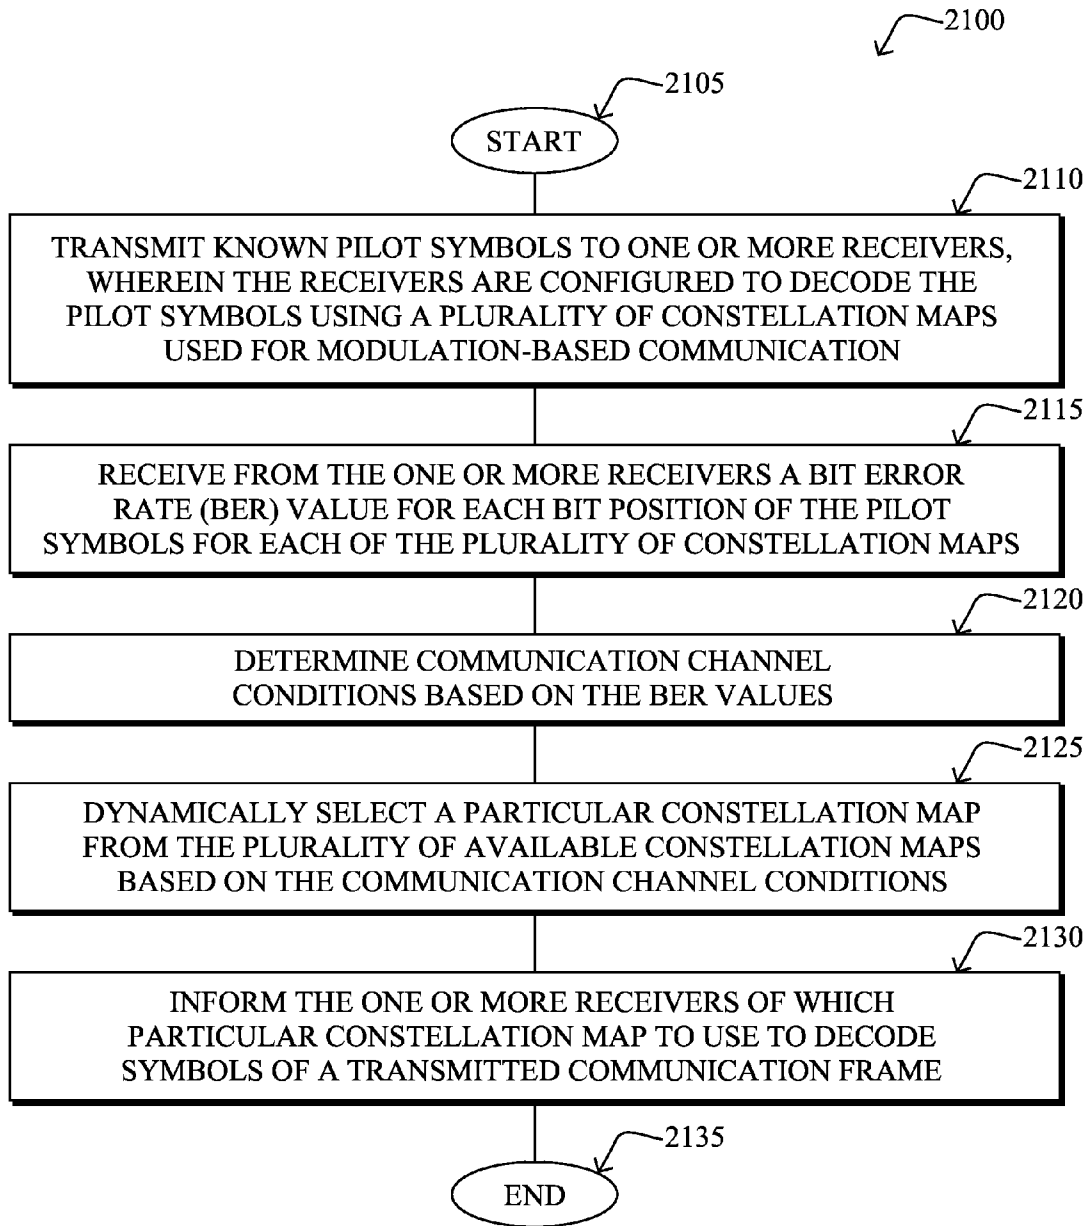 2100
2105
START
2110
TRANSMIT KNOWN PILOT SYMBOLS TO ONE OR MORE RECEIVERS,
WHEREIN THE RECEIVERS ARE CONFIGURED TO DECODE THE
PILOT SYMBOLS USING A PLURALITY OF CONSTELLATION MAPS
USED FOR MODULATION-BASED COMMUNICATION
2115
RECEIVE FROM THE ONE OR MORE RECEIVERS A BIT ERROR
RATE (BER) VALUE FOR EACH BIT POSITION OF THE PILOT
SYMBOLS FOR EACH OF THE PLURALITY OF CONSTELLATION MAPS
2120
DETERMINE COMMUNICATION CHANNEL
CONDITIONS BASED ON THE BER VALUES
2125
DYNAMICALLY SELECT A PARTICULAR CONSTELLATION MAP
FROM THE PLURALITY OF AVAILABLE CONSTELLATION MAPS
BASED ON THE COMMUNICATION CHANNEL CONDITIONS
2130
INFORM THE ONE OR MORE RECEIVERS OF WHICH
PARTICULAR CONSTELLATION MAP TO USE TO DECODE
SYMBOLS OF A TRANSMITTED COMMUNICATION FRAME
2135
END